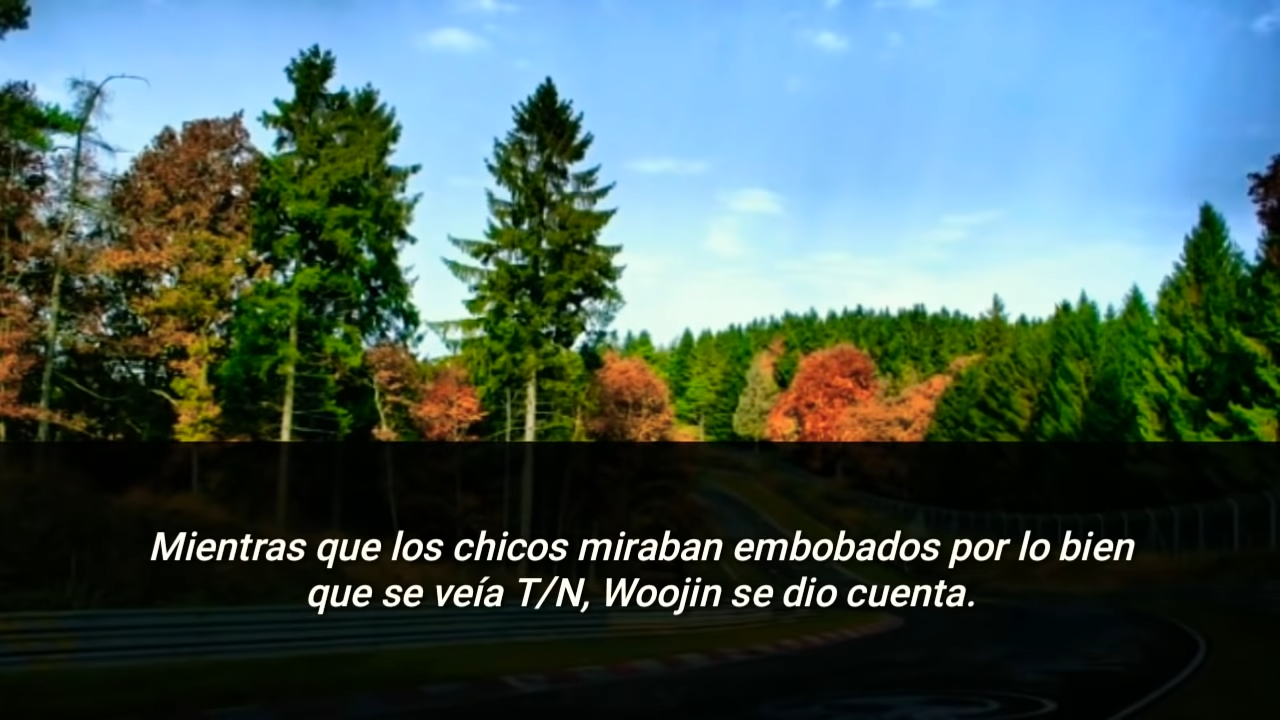 Mientras que los chicos miraban embobados por lo bien
que se veía T/N, Woojin se dio cuenta.